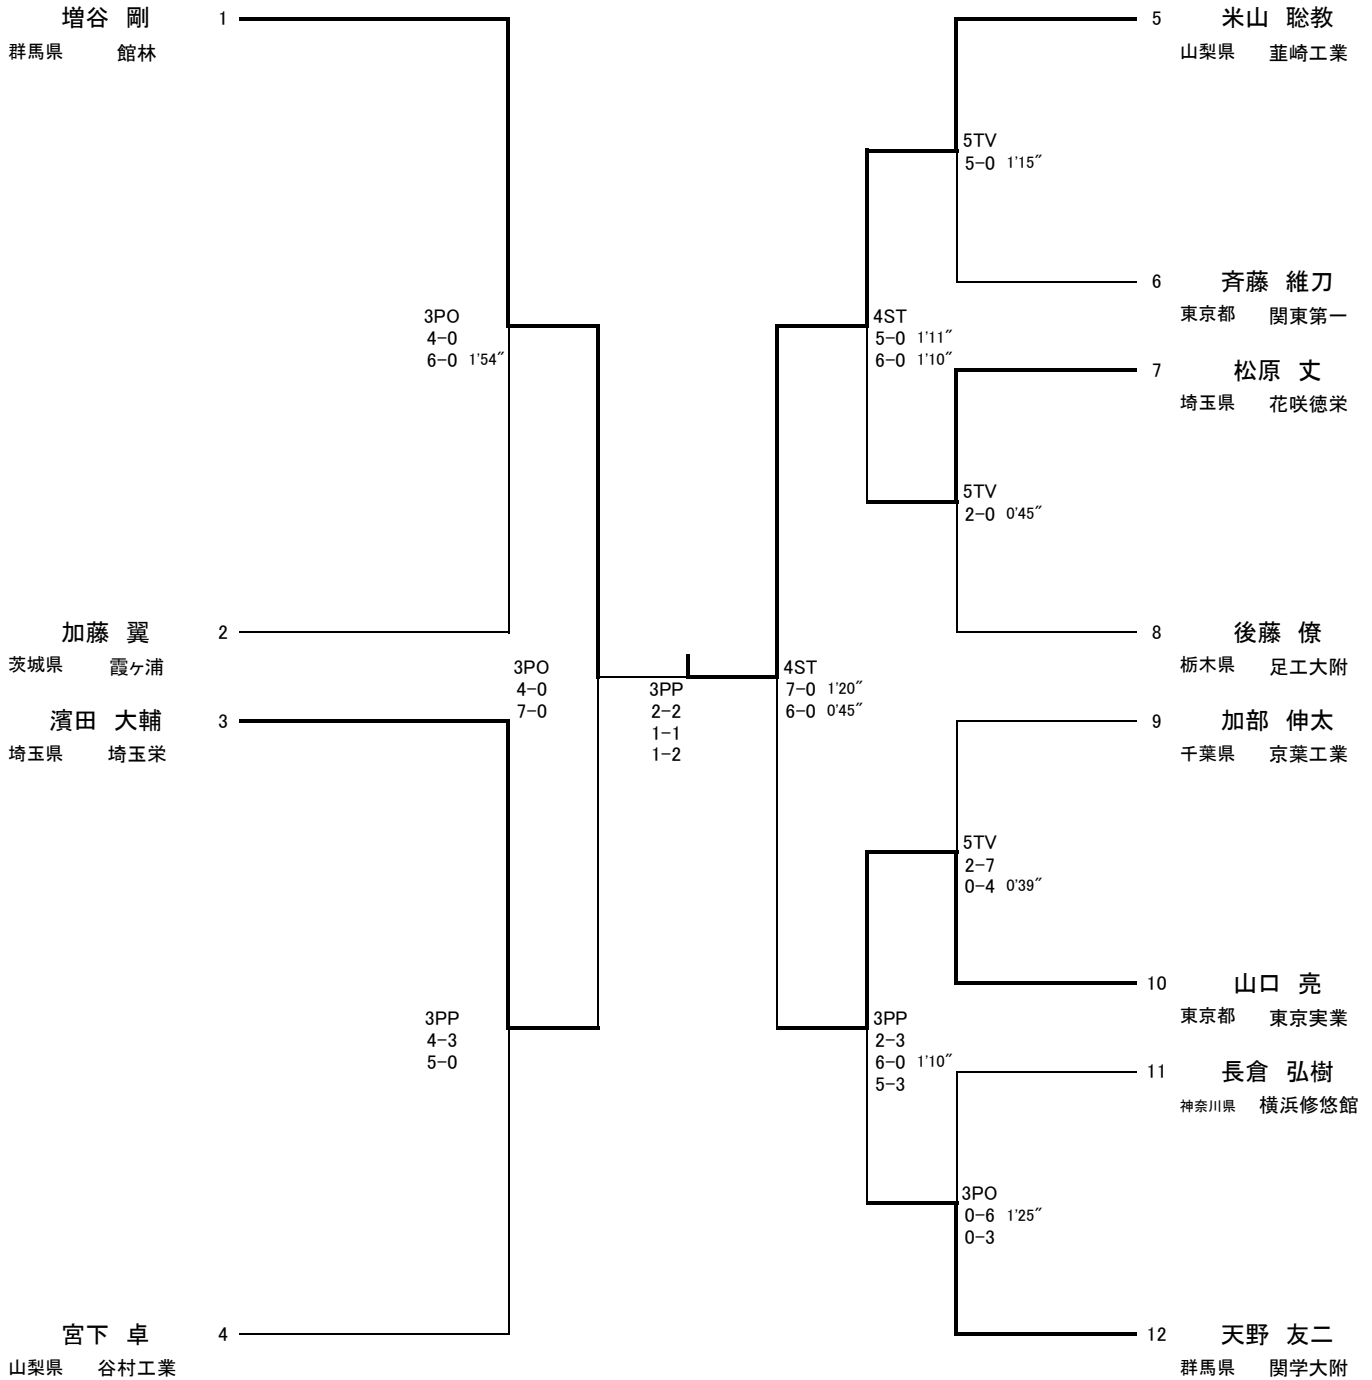 増谷 剛 1
群馬県 館林
3PO
4-0
6-0 1'54"
加藤 翼 2
茨城県 霞ヶ浦
3PO
4-0
7-0
濱田 大輔 3
埼玉県 埼玉栄
3PP
4-3
5-0
宮下 卓 4
山梨県 谷村工業
3PP
2-2
1-1
1-2
5 米山 聡教
山梨県 韮崎工業
5TV
5-0 1'15"
6 斉藤 維刀
東京都 関東第一
4ST
5-0 1'11"
6-0 1'10"
7 松原 丈
埼玉県 花咲徳栄
5TV
2-0 0'45"
8 後藤 僚
栃木県 足工大附
4ST
7-0 1'20"
6-0 0'45"
9 加部 伸太
千葉県 京葉工業
5TV
2-7
0-4 0'39"
10 山口 亮
東京都 東京実業
3PP
2-3
6-0 1'10"
5-3
11 長倉 弘樹
神奈川県 横浜修悠館
3PO
0-6 1'25"
0-3
12 天野 友二
群馬県 関学大附